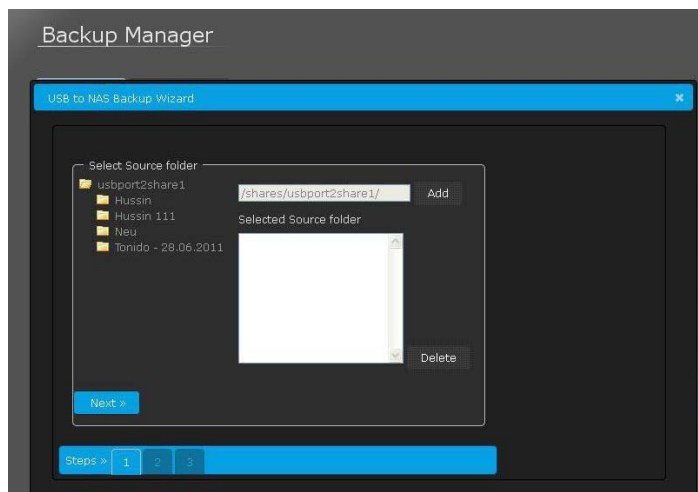 Backup Manager
USB to NAS Backup Wizard
Select Source folder
usbport2share1
Hussin
Hussin 111
Neu
Tonido - 28.06.2011
/shares/usbport2share1/
Add
Selected Source folder
Delete
Next »
Steps » 1 2 3